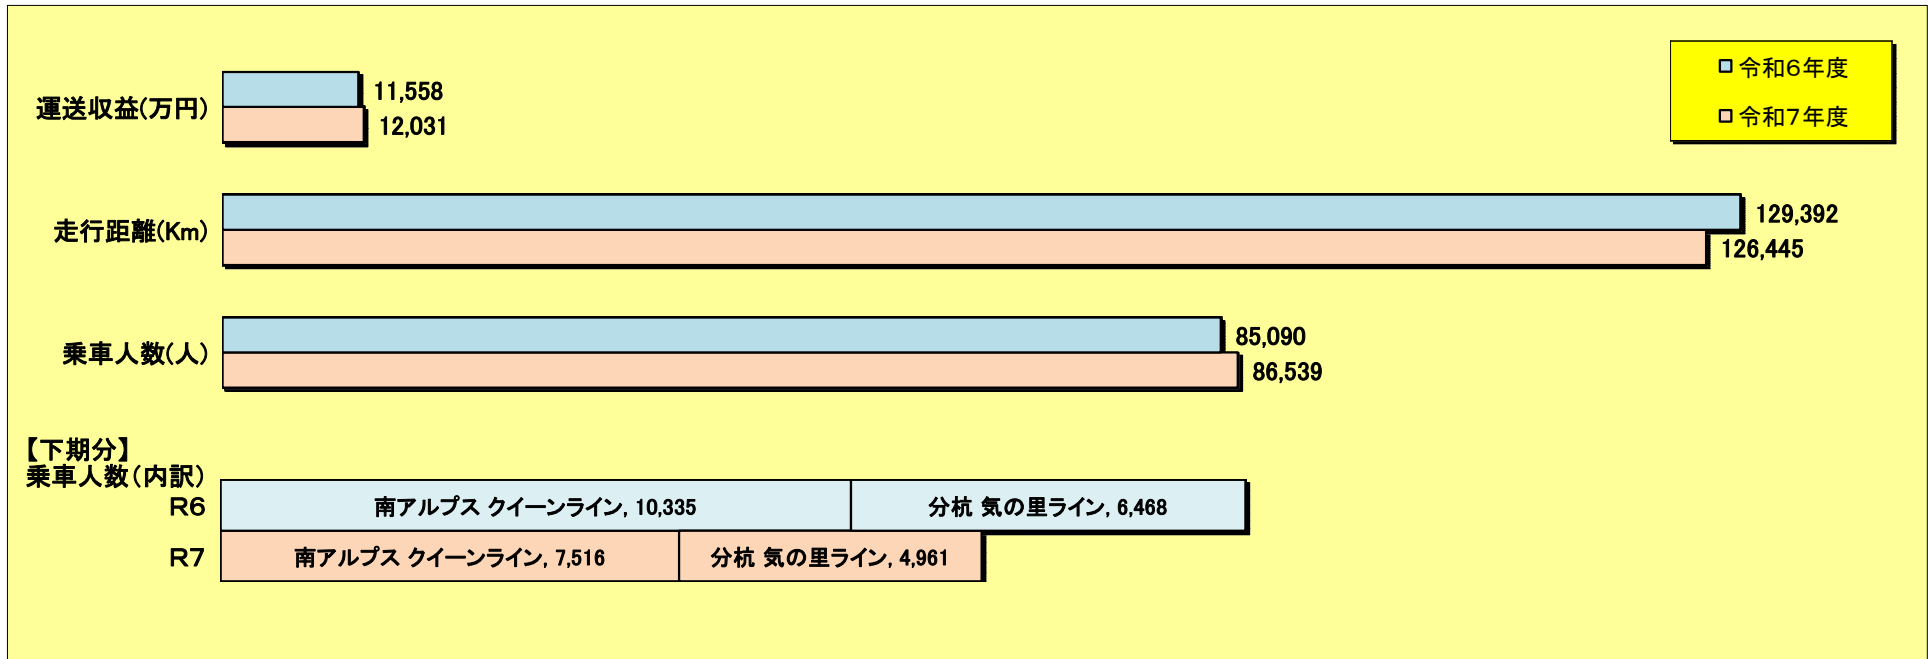 令和6年度
令和7年度
運送収益(万円)
11,558
12,031
走行距離(Km)
129,392
126,445
乗車人数(人)
85,090
86,539
【下期分】
乗車人数(内訳)
R6
南アルプス クイーンライン, 10,335
分杭 気の里ライン, 6,468
R7
南アルプス クイーンライン, 7,516
分杭 気の里ライン, 4,961